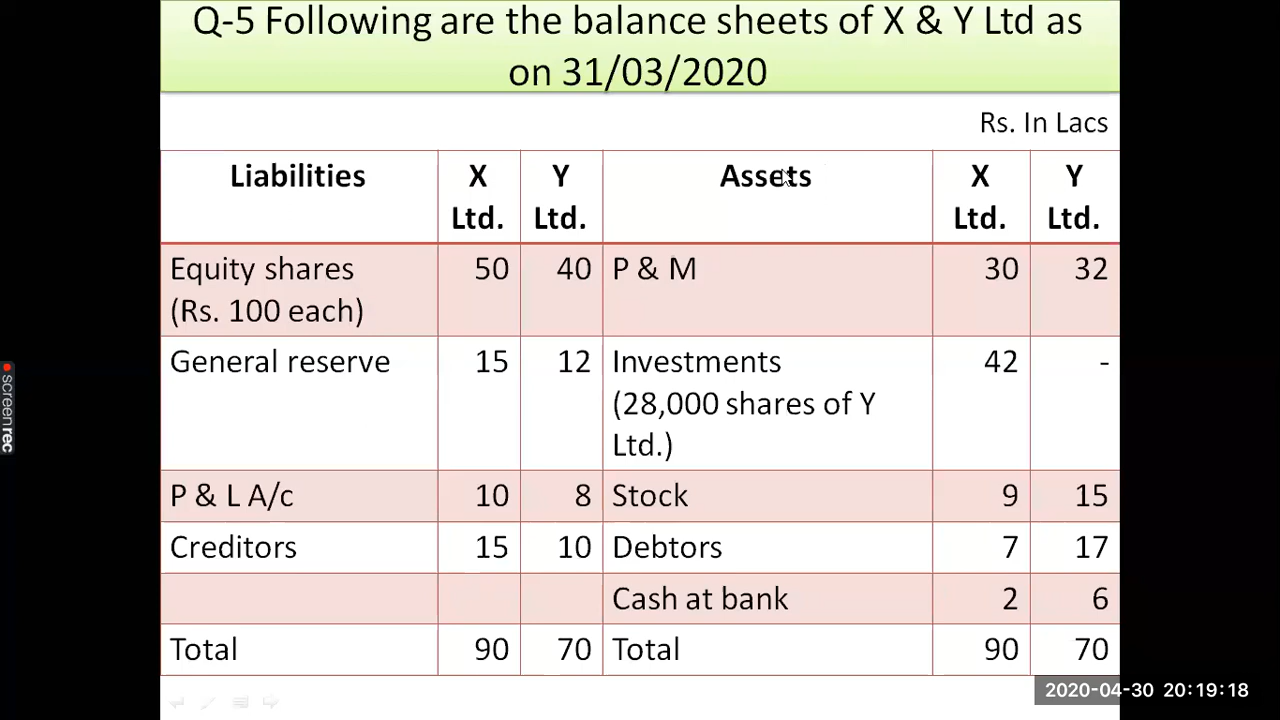 Q-5 Following are the balance sheets of X & Y Ltd as
on 31/03/2020
Rs. In Lacs
Liabilities X Ltd. Y Ltd. Assets X Ltd. Y Ltd.
Equity shares 50 40 P & M 30 32
(Rs. 100 each)
General reserve 15 12 Investments 42 -
(28,000 shares of Y
Ltd.)
P & L A/c 10 8 Stock 9 15
Creditors 15 10 Debtors 7 17
Cash at bank 2 6
Total 90 70 Total 90 70
screenrec
2020-04-30 20:19:18